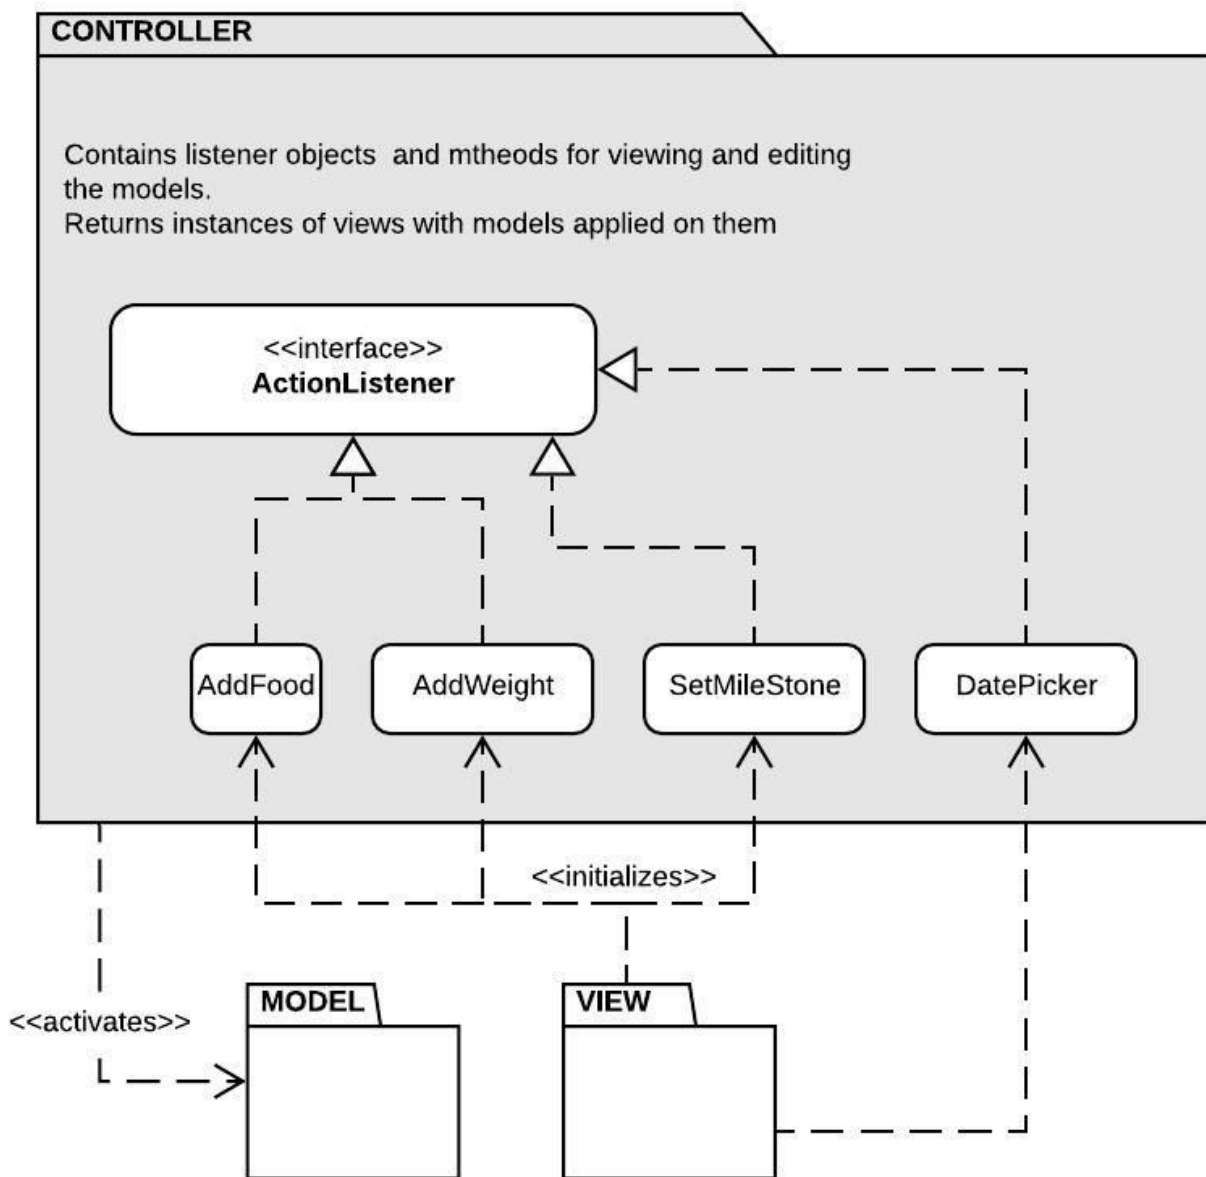 CONTROLLER
Contains listener objects  and mtheods for viewing and editing
the models.
Returns instances of views with models applied on them
<<interface>>
ActionListener
AddFood
AddWeight
SetMileStone
DatePicker
<<initializes>>
MODEL
VIEW
<<activates>>